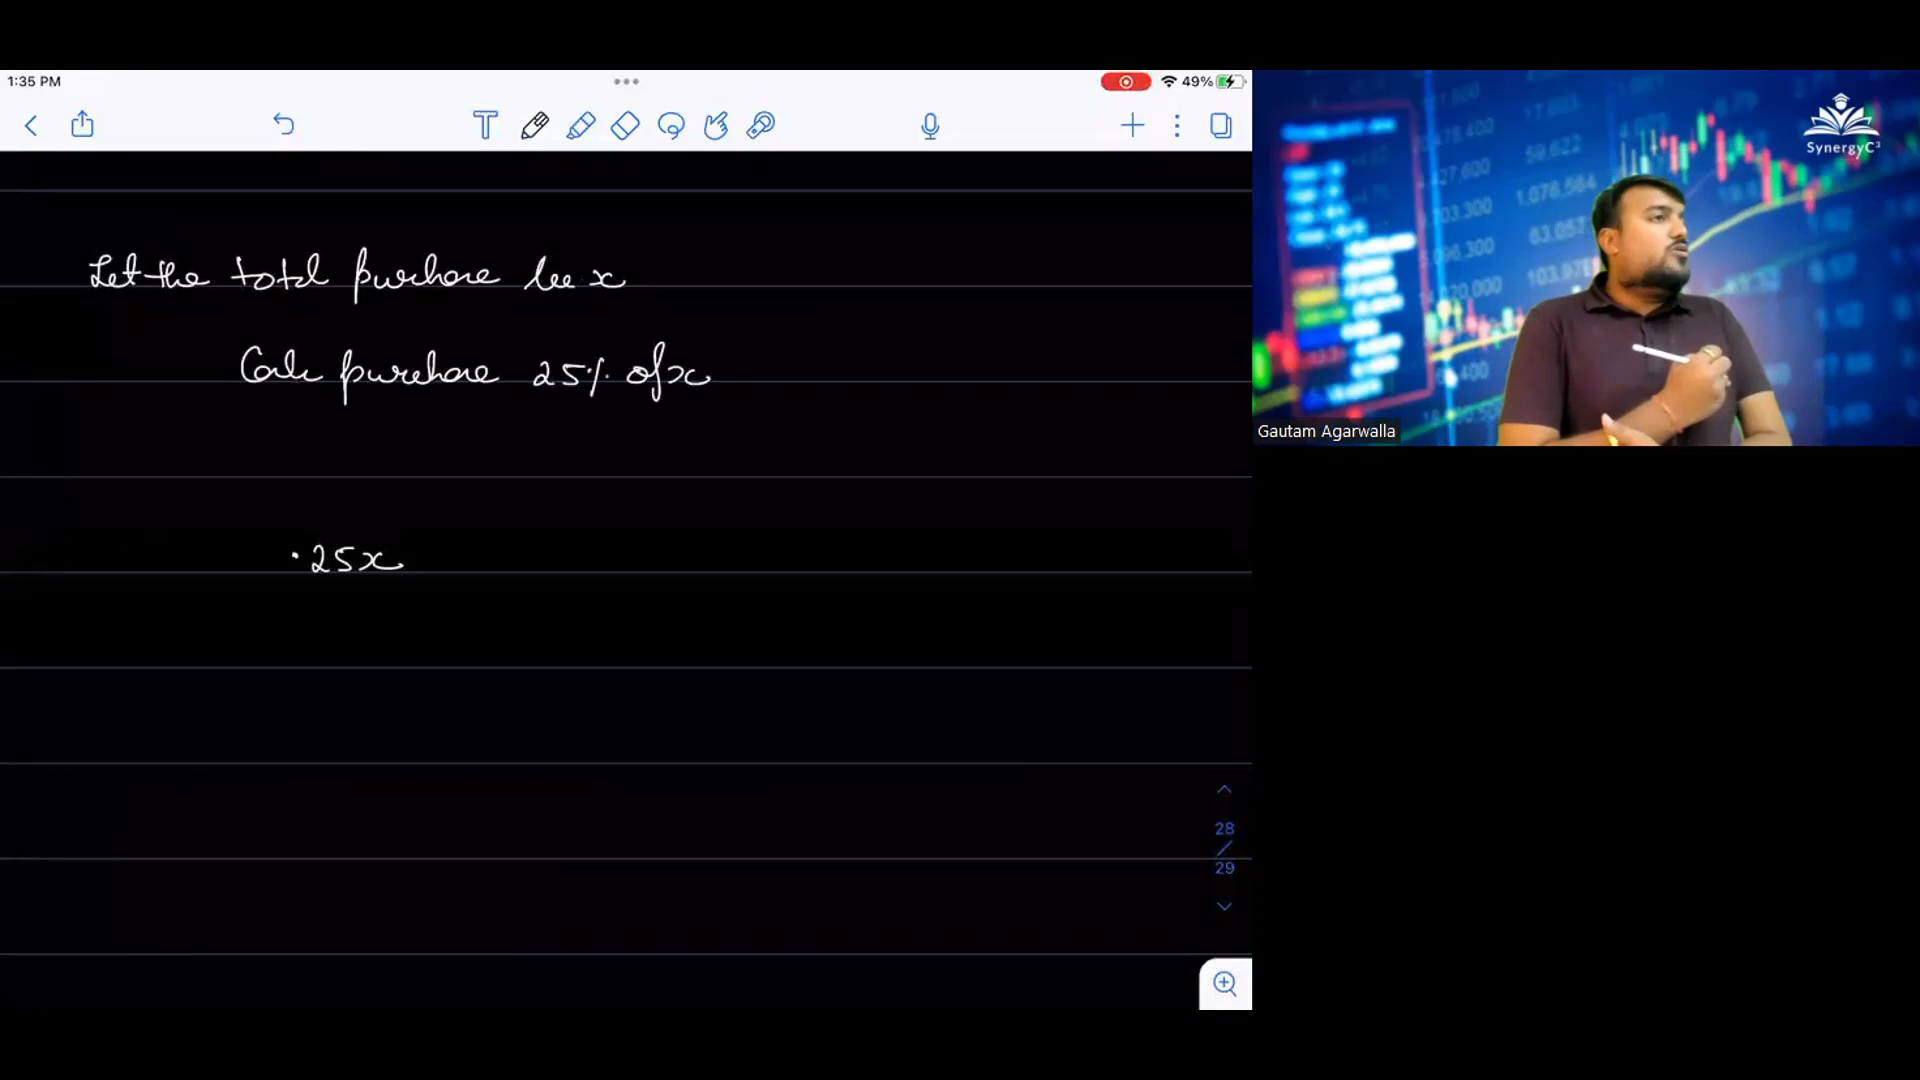 1:35 PM
49%
Let the total purchase be x
Cash purchase 25% of x
.25x
28
29
SynergyC³
Gautam Agarwalla